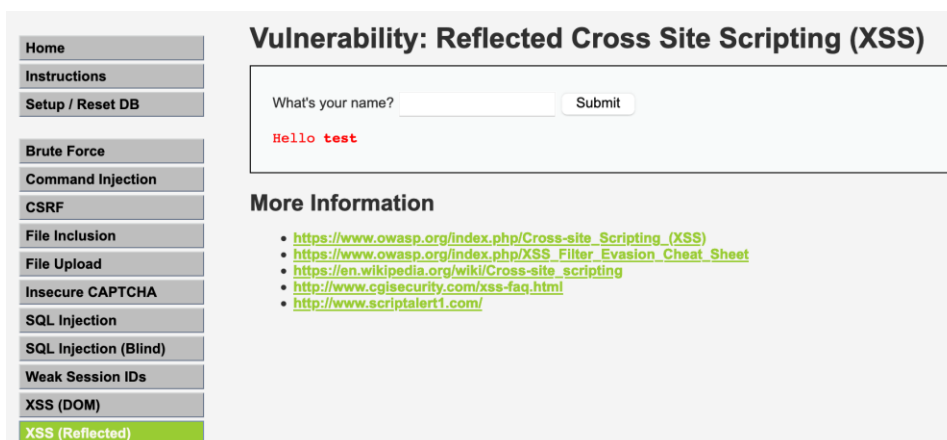 Home
Instructions
Setup / Reset DB
Brute Force
Command Injection
CSRF
File Inclusion
File Upload
Insecure CAPTCHA
SQL Injection
SQL Injection (Blind)
Weak Session IDs
XSS (DOM)
XSS (Reflected)
Vulnerability: Reflected Cross Site Scripting (XSS)
What's your name? Submit
Hello test
More Information
https://www.owasp.org/index.php/Cross-site_Scripting_(XSS)
https://www.owasp.org/index.php/XSS_Filter_Evasion_Cheat_Sheet
https://en.wikipedia.org/wiki/Cross-site_scripting
http://www.cgisecurity.com/xss-faq.html
http://www.scriptalert1.com/